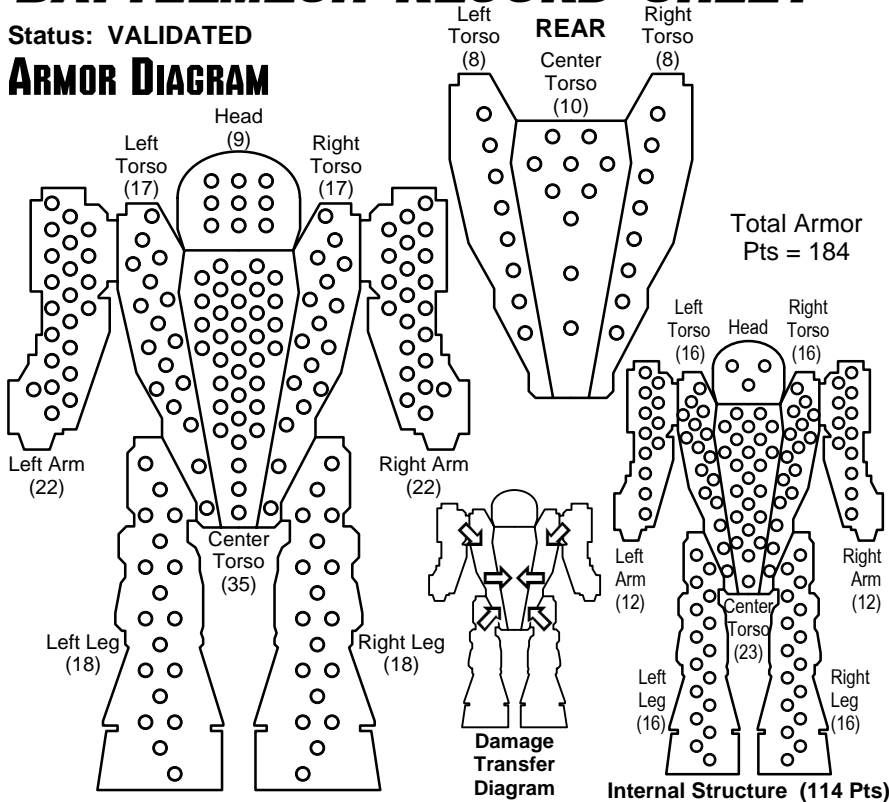 BATTLEMECH RECORD SHEET
Status: VALIDATED
ARMOR DIAGRAM
REAR
Left
Torso
(8)
Center
Torso
(10)
Right
Torso
(8)
Head
(9)
Left
Torso
(17)
Right
Torso
(17)
Total Armor
Pts = 184
Left Arm
(22)
Right Arm
(22)
Center
Torso
(35)
Left Leg
(18)
Right Leg
(18)
Damage
Transfer
Diagram
Left
Torso
(16)
Head
Right
Torso
(16)
Left
Arm
(12)
Right
Arm
(12)
Center
Torso
(23)
Left
Leg
(16)
Right
Leg
(16)
Internal Structure (114 Pts)